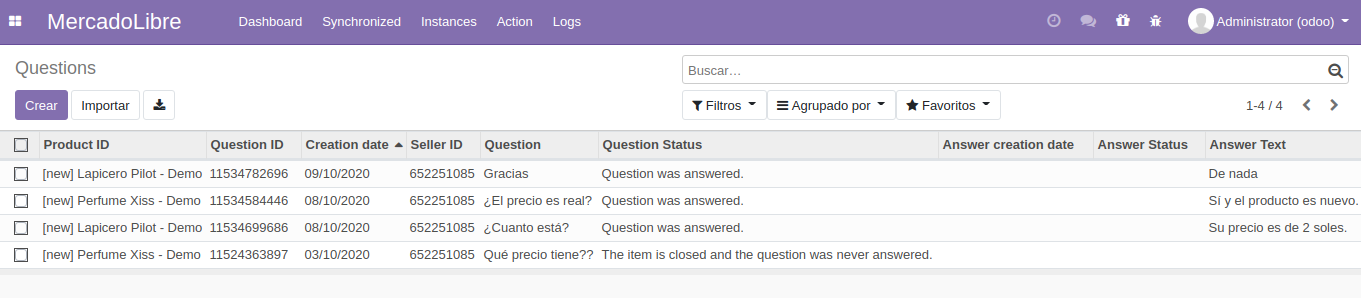 MercadoLibre Dashboard Synchronized Instances Action Logs Administrator (odoo)
Questions Buscar...
Crear Importar Filtros Agrupado por Favoritos 1-4 / 4
Product ID Question ID Creation date Seller ID Question Question Status Answer creation date Answer Status Answer Text
[new] Lapicero Pilot - Demo 11534782696 09/10/2020 652251085 Gracias Question was answered. De nada
[new] Perfume Xiss - Demo 11534584446 08/10/2020 652251085 ¿El precio es real? Question was answered. Sí y el producto es nuevo.
[new] Lapicero Pilot - Demo 11534699686 08/10/2020 652251085 ¿Cuanto está? Question was answered. Su precio es de 2 soles.
[new] Perfume Xiss - Demo 11524363897 03/10/2020 652251085 Qué precio tiene?? The item is closed and the question was never answered.